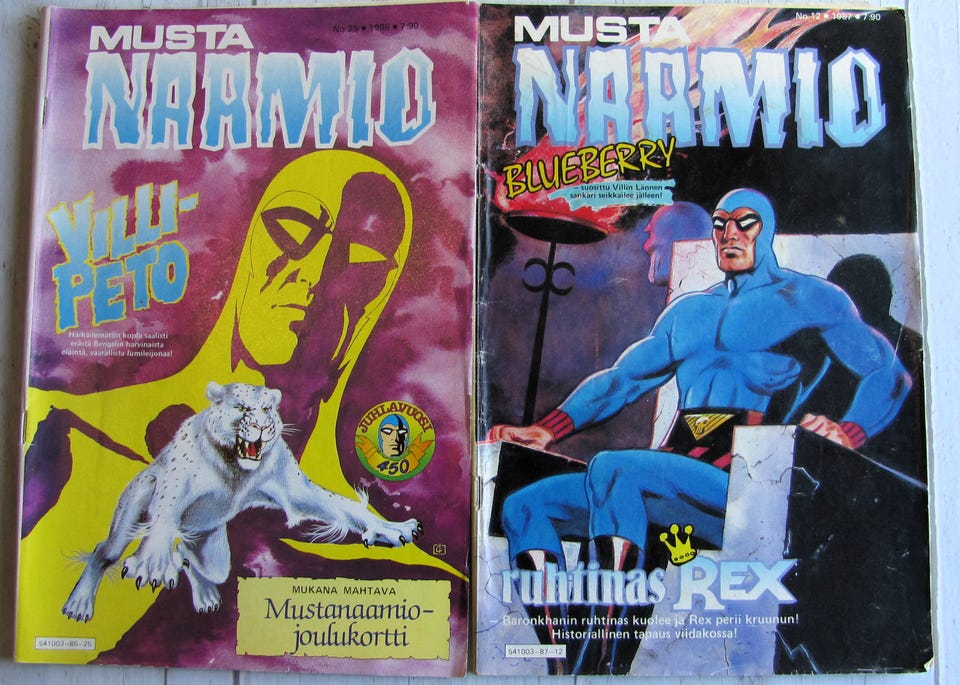 No 25 • 1986 • 7:90
MUSTA
NAAMIO
VILLI-
PETO
Häikäilemätön kopla saalisti
erästä Bengalin harvinaista
eläintä, vaarallista lumileijonaa!
JUHLAVUOSI
450
MUKANA MAHTAVA
Mustanaamio-
joulukortti
541003-86-25
No 12 • 1987 • 7:90
MUSTA
NAAMIO
BLUEBERRY
– suosittu Villin Lännen
sankari seikkailee jälleen!
ruhtinas REX
– Baronkhanin ruhtinas kuolee ja Rex perii kruunun!
Historiallinen tapaus viidakossa!
541003-87-12